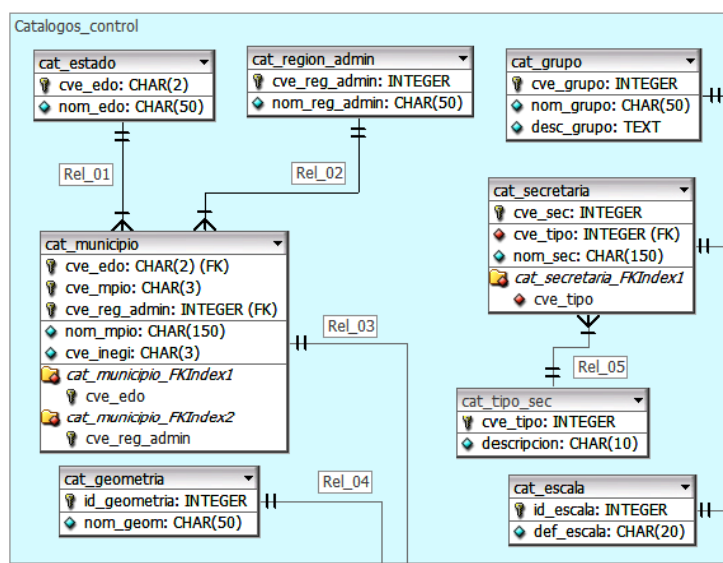 Catalogos_control
cat_estado
cve_edo: CHAR(2)
nom_edo: CHAR(50)
cat_region_admin
cve_reg_admin: INTEGER
nom_reg_admin: CHAR(50)
cat_grupo
cve_grupo: INTEGER
nom_grupo: CHAR(50)
desc_grupo: TEXT
Rel_01
Rel_02
cat_secretaria
cve_sec: INTEGER
cve_tipo: INTEGER (FK)
nom_sec: CHAR(150)
cat_secretaria_FKIndex1
cve_tipo
cat_municipio
cve_edo: CHAR(2) (FK)
cve_mpio: CHAR(3)
cve_reg_admin: INTEGER (FK)
nom_mpio: CHAR(150)
cve_inegi: CHAR(3)
cat_municipio_FKIndex1
cve_edo
cat_municipio_FKIndex2
cve_reg_admin
Rel_03
Rel_05
cat_tipo_sec
cve_tipo: INTEGER
descripcion: CHAR(10)
cat_geometria
id_geometria: INTEGER
nom_geom: CHAR(50)
Rel_04
cat_escala
id_escala: INTEGER
def_escala: CHAR(20)